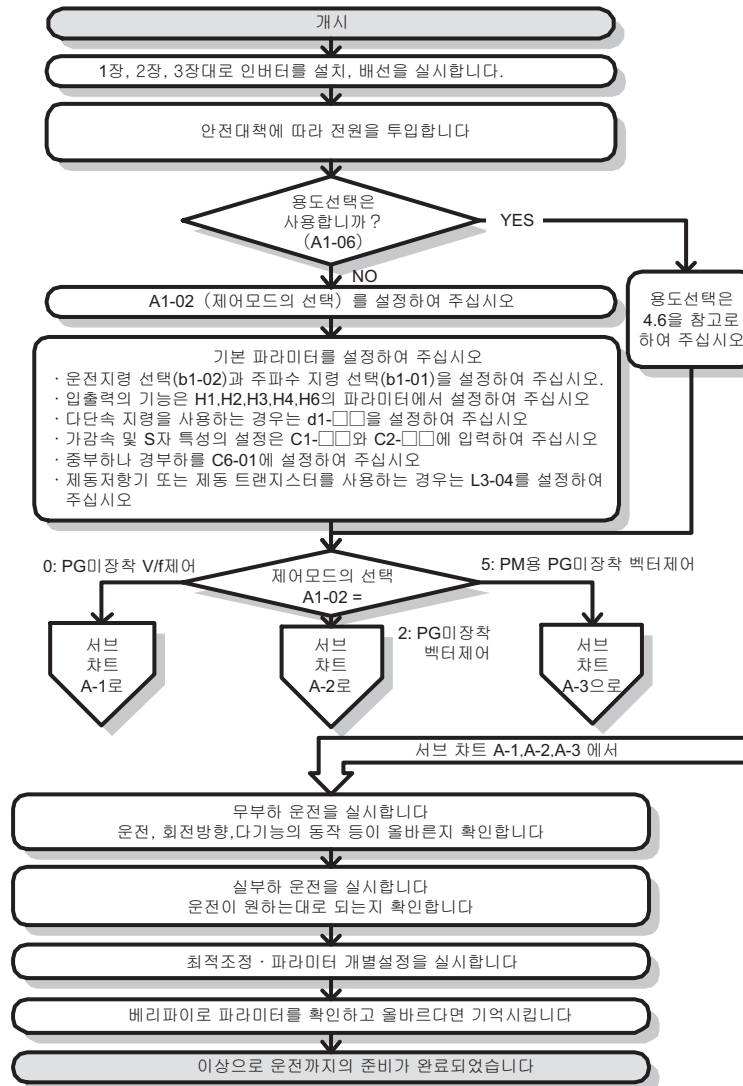 개시
1장, 2장, 3장대로 인버터를 설치, 배선을 실시합니다.
안전대책에 따라 전원을 투입합니다
용도선택은
사용합니까?
(A1-06)
YES
NO
A1-02 (제어모드의 선택) 를 설정하여 주십시오
용도선택은
4.6을 참고로
하여 주십시오
기본 파라미터를 설정하여 주십시오
· 운전지령 선택(b1-02)과 주파수 지령 선택(b1-01)을 설정하여 주십시오.
· 입출력의 기능은 H1,H2,H3,H4,H6의 파라미터에서 설정하여 주십시오
· 다단속 지령을 사용하는 경우는 d1-□□을 설정하여 주십시오
· 가감속 및 S자 특성의 설정은 C1-□□와 C2-□□에 입력하여 주십시오
· 중부하나 경부하를 C6-01에 설정하여 주십시오
· 제동저항기 또는 제동 트랜지스터를 사용하는 경우는 L3-04를 설정하여
주십시오
0: PG미장착 V/f제어
제어모드의 선택
A1-02 =
5: PM용 PG미장착 벡터제어
2: PG미장착
벡터제어
서브
챠트
A-1로
서브
챠트
A-2로
서브
챠트
A-3으로
서브 챠트 A-1,A-2,A-3 에서
무부하 운전을 실시합니다
운전, 회전방향,다기능의 동작 등이 올바른지 확인합니다
실부하 운전을 실시합니다
운전이 원하는대로 되는지 확인합니다
최적조정 · 파라미터 개별설정을 실시합니다
베리파이로 파라미터를 확인하고 올바르다면 기억시킵니다
이상으로 운전까지의 준비가 완료되었습니다